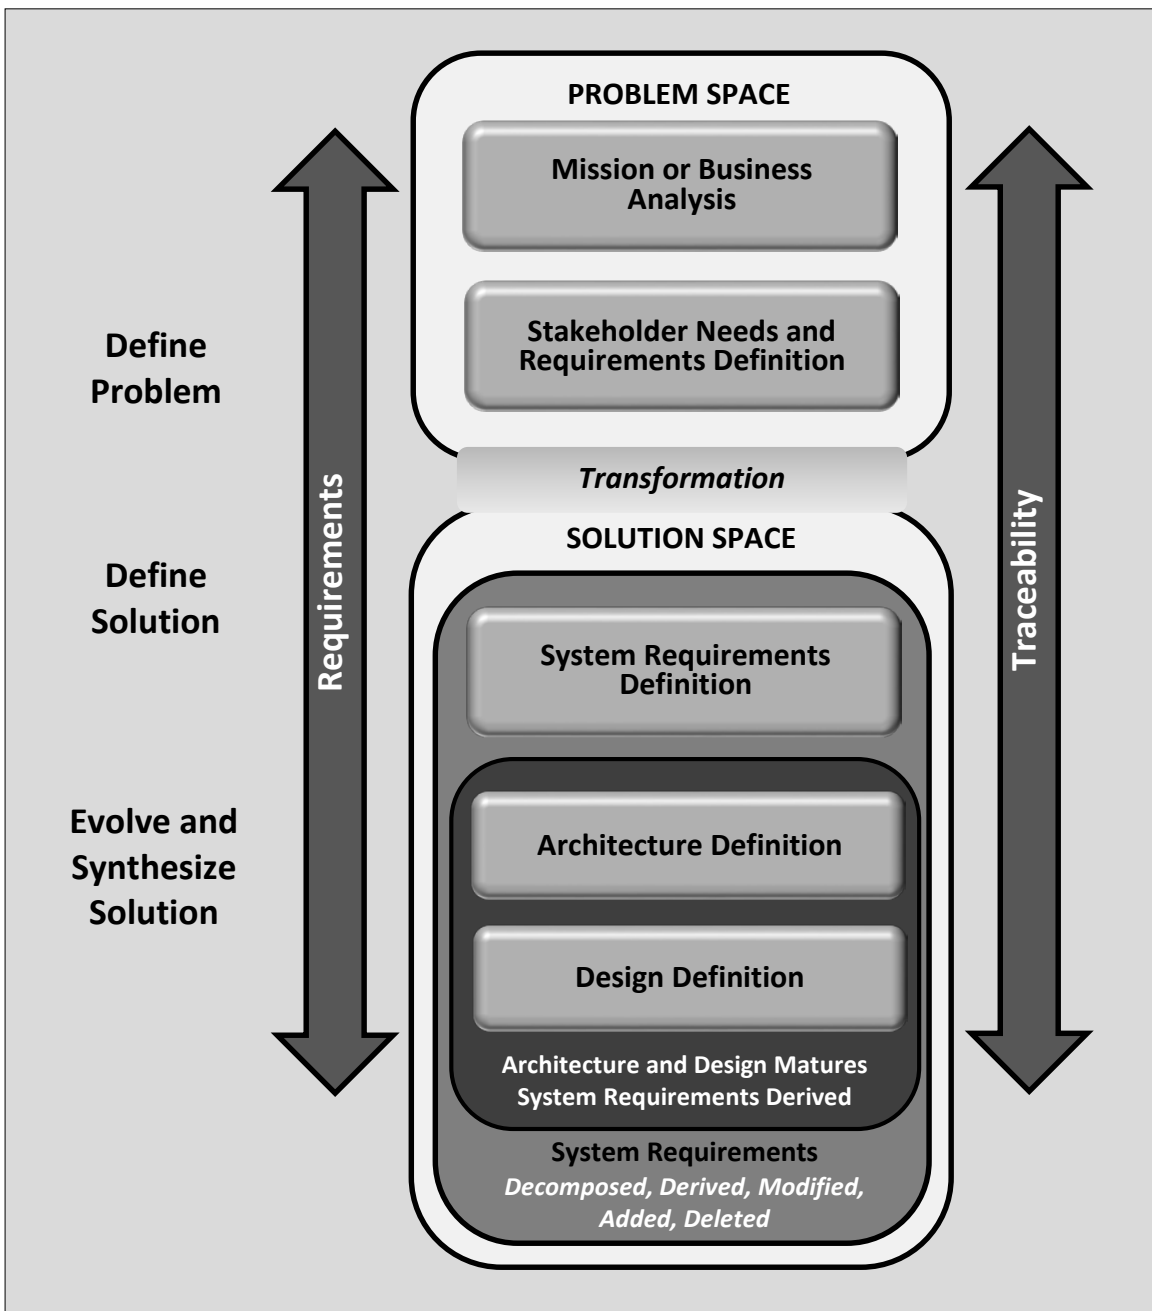 PROBLEM SPACE
Mission or Business
Analysis
Stakeholder Needs and
Requirements Definition
Define
Problem
Transformation
Requirements
Traceability
SOLUTION SPACE
Define
Solution
System Requirements
Definition
Evolve and
Synthesize
Solution
Architecture Definition
Design Definition
Architecture and Design Matures
System Requirements Derived
System Requirements
Decomposed, Derived, Modified,
Added, Deleted